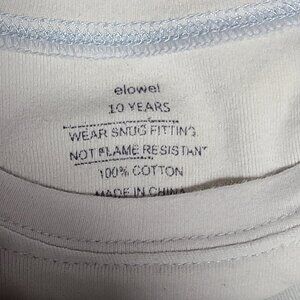 elowel
10 YEARS
WEAR SNUG FITTING
NOT FLAME RESISTANT
100% COTTON
MADE IN CHINA